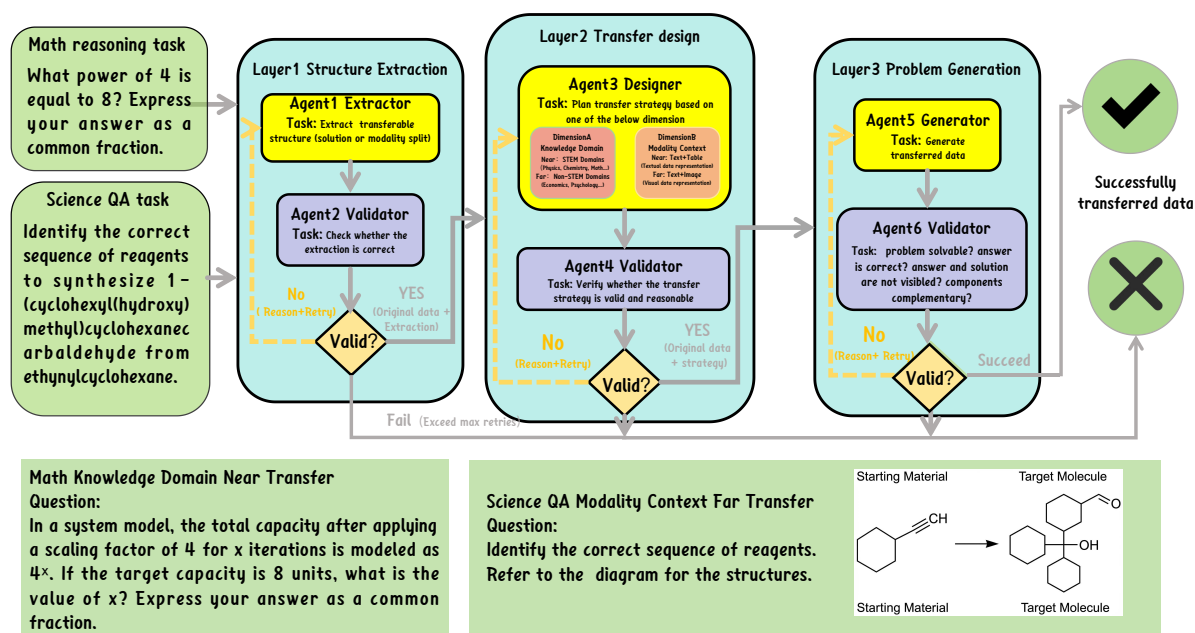 Math reasoning task
What power of 4 is
equal to 8? Express
your answer as a
common fraction.
Science QA task
Identify the correct
sequence of reagents
to synthesize 1-
(cyclohexyl(hydroxy)
methyl)cyclohexanec
arbaldehyde from
ethynylcyclohexane.
Layer1 Structure Extraction
Agent1 Extractor
Task: Extract transferable
structure (solution or modality split)
Agent2 Validator
Task: Check whether the
extraction is correct
No
( Reason+Retry)
YES
(Original data +
Extraction)
Valid?
Layer2 Transfer design
Agent3 Designer
Task: Plan transfer strategy based on
one of the below dimension
DimensionA
Knowledge Domain
Near: STEM Domains
(Physics, Chemistry, Math...)
Far: Non-STEM Domains
(Economics, Psychology...)
DimensionB
Modality Context
Near: Text+Table
(Textual data representation)
Far: Text+Image
(Visual data representation)
Agent4 Validator
Task: Verify whether the transfer
strategy is valid and reasonable
No
(Reason+Retry)
YES
(Original data
+ strategy)
Valid?
Layer3 Problem Generation
Agent5 Generator
Task: Generate
transferred data
Agent6 Validator
Task: problem solvable? answer
is correct? answer and solution
are not visibled? components
complementary?
No
(Reason+ Retry)
Succeed
Valid?
Fail (Exceed max retries)
Successfully
transferred data
Math Knowledge Domain Near Transfer
Question:
In a system model, the total capacity after applying
a scaling factor of 4 for x iterations is modeled as
4ˣ. If the target capacity is 8 units, what is the
value of x? Express your answer as a common
fraction.
Science QA Modality Context Far Transfer
Question:
Identify the correct sequence of reagents.
Refer to the diagram for the structures.
Starting Material
Target Molecule
CH
O
OH
Starting Material
Target Molecule